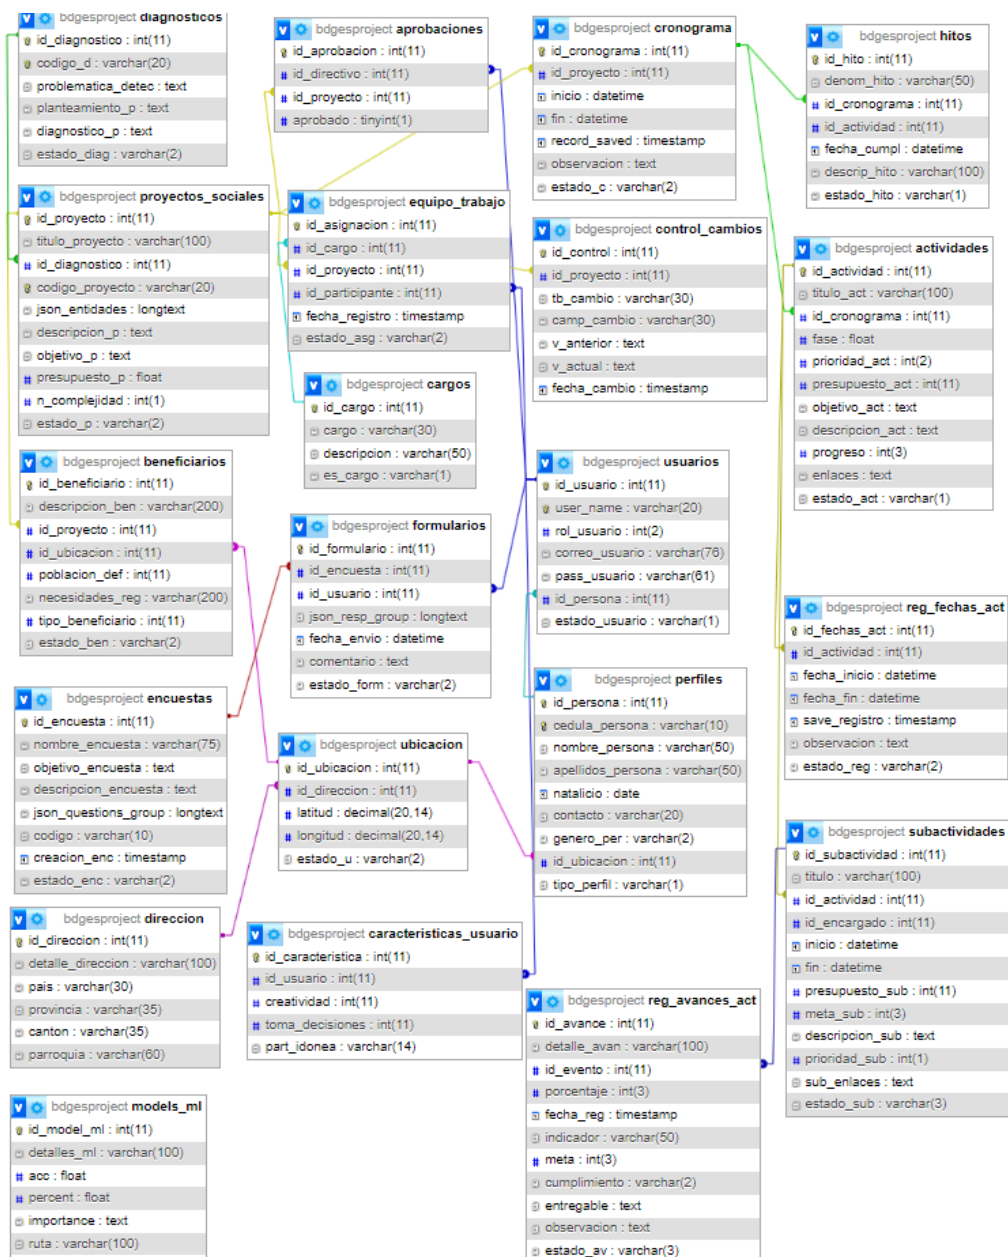 bdgesproject diagnosticos
id_diagnostico : int(11)
codigo_d : varchar(20)
problematica_detec : text
planteamiento_p : text
diagnostico_p : text
estado_diag : varchar(2)
bdgesproject aprobaciones
id_aprobacion : int(11)
id_directivo : int(11)
id_proyecto : int(11)
aprobado : tinyint(1)
bdgesproject cronograma
id_cronograma : int(11)
id_proyecto : int(11)
inicio : datetime
fin : datetime
record_saved : timestamp
observacion : text
estado_c : varchar(2)
bdgesproject hitos
id_hito : int(11)
denom_hito : varchar(50)
id_cronograma : int(11)
id_actividad : int(11)
fecha_cumpl : datetime
descrip_hito : varchar(100)
estado_hito : varchar(1)
bdgesproject proyectos_sociales
id_proyecto : int(11)
titulo_proyecto : varchar(100)
id_diagnostico : int(11)
codigo_proyecto : varchar(20)
json_entidades : longtext
descripcion_p : text
objetivo_p : text
presupuesto_p : float
n_complejidad : int(1)
estado_p : varchar(2)
bdgesproject equipo_trabajo
id_asignacion : int(11)
id_cargo : int(11)
id_proyecto : int(11)
id_participante : int(11)
fecha_registro : timestamp
estado_asg : varchar(2)
bdgesproject control_cambios
id_control : int(11)
id_proyecto : int(11)
tb_cambio : varchar(30)
camp_cambio : varchar(30)
v_anterior : text
v_actual : text
fecha_cambio : timestamp
bdgesproject actividades
id_actividad : int(11)
titulo_act : varchar(100)
id_cronograma : int(11)
fase : float
prioridad_act : int(2)
presupuesto_act : int(11)
objetivo_act : text
descripcion_act : text
progreso : int(3)
enlaces : text
estado_act : varchar(1)
bdgesproject cargos
id_cargo : int(11)
cargo : varchar(30)
descripcion : varchar(50)
es_cargo : varchar(1)
bdgesproject beneficiarios
id_beneficiario : int(11)
descripcion_ben : varchar(200)
id_proyecto : int(11)
id_ubicacion : int(11)
poblacion_def : int(11)
necesidades_reg : varchar(200)
tipo_beneficiario : int(11)
estado_ben : varchar(2)
bdgesproject formularios
id_formulario : int(11)
id_encuesta : int(11)
id_usuario : int(11)
json_resp_group : longtext
fecha_envio : datetime
comentario : text
estado_form : varchar(2)
bdgesproject usuarios
id_usuario : int(11)
user_name : varchar(20)
rol_usuario : int(2)
correo_usuario : varchar(76)
pass_usuario : varchar(61)
id_persona : int(11)
estado_usuario : varchar(1)
bdgesproject reg_fechas_act
id_fechas_act : int(11)
id_actividad : int(11)
fecha_inicio : datetime
fecha_fin : datetime
save_registro : timestamp
observacion : text
estado_reg : varchar(2)
bdgesproject encuestas
id_encuesta : int(11)
nombre_encuesta : varchar(75)
objetivo_encuesta : text
descripcion_encuesta : text
json_questions_group : longtext
codigo : varchar(10)
creacion_enc : timestamp
estado_enc : varchar(2)
bdgesproject ubicacion
id_ubicacion : int(11)
id_direccion : int(11)
latitud : decimal(20,14)
longitud : decimal(20,14)
estado_u : varchar(2)
bdgesproject perfiles
id_persona : int(11)
cedula_persona : varchar(10)
nombre_persona : varchar(50)
apellidos_persona : varchar(50)
natalicio : date
contacto : varchar(20)
genero_per : varchar(2)
id_ubicacion : int(11)
tipo_perfil : varchar(1)
bdgesproject subactividades
id_subactividad : int(11)
titulo : varchar(100)
id_actividad : int(11)
id_encargado : int(11)
inicio : datetime
fin : datetime
presupuesto_sub : int(11)
meta_sub : int(3)
descripcion_sub : text
prioridad_sub : int(1)
sub_enlaces : text
estado_sub : varchar(3)
bdgesproject direccion
id_direccion : int(11)
detalle_direccion : varchar(100)
pais : varchar(30)
provincia : varchar(35)
canton : varchar(35)
parroquia : varchar(60)
bdgesproject caracteristicas_usuario
id_caracteristica : int(11)
id_usuario : int(11)
creatividad : int(11)
toma_decisiones : int(11)
part_idonea : varchar(14)
bdgesproject reg_avances_act
id_avance : int(11)
detalle_avan : varchar(100)
id_evento : int(11)
porcentaje : int(3)
fecha_reg : timestamp
indicador : varchar(50)
meta : int(3)
cumplimiento : varchar(2)
entregable : text
observacion : text
estado_av : varchar(3)
bdgesproject models_ml
id_model_ml : int(11)
detalles_ml : varchar(100)
acc : float
percent : float
importance : text
ruta : varchar(100)